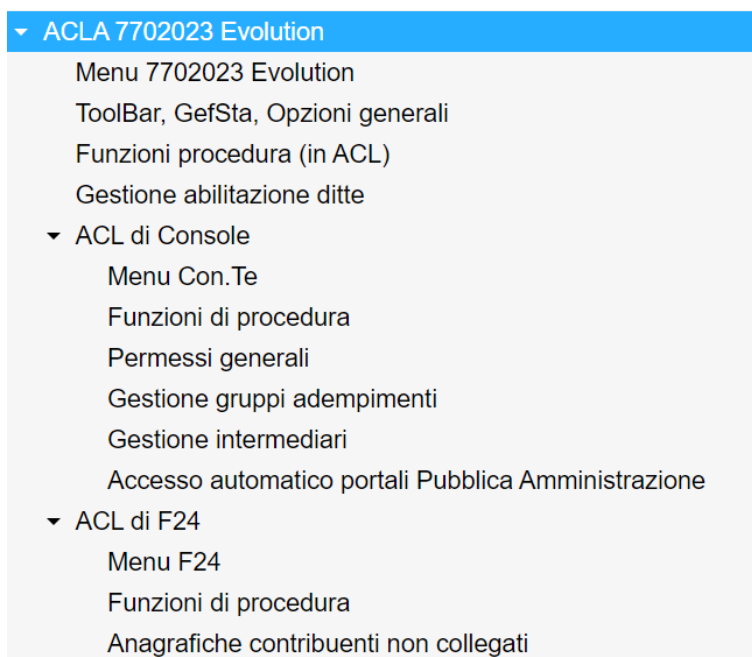 ACLA 7702023 Evolution
Menu 7702023 Evolution
ToolBar, GefSta, Opzioni generali
Funzioni procedura (in ACL)
Gestione abilitazione ditte
ACL di Console
Menu Con.Te
Funzioni di procedura
Permessi generali
Gestione gruppi adempimenti
Gestione intermediari
Accesso automatico portali Pubblica Amministrazione
ACL di F24
Menu F24
Funzioni di procedura
Anagrafiche contribuenti non collegati